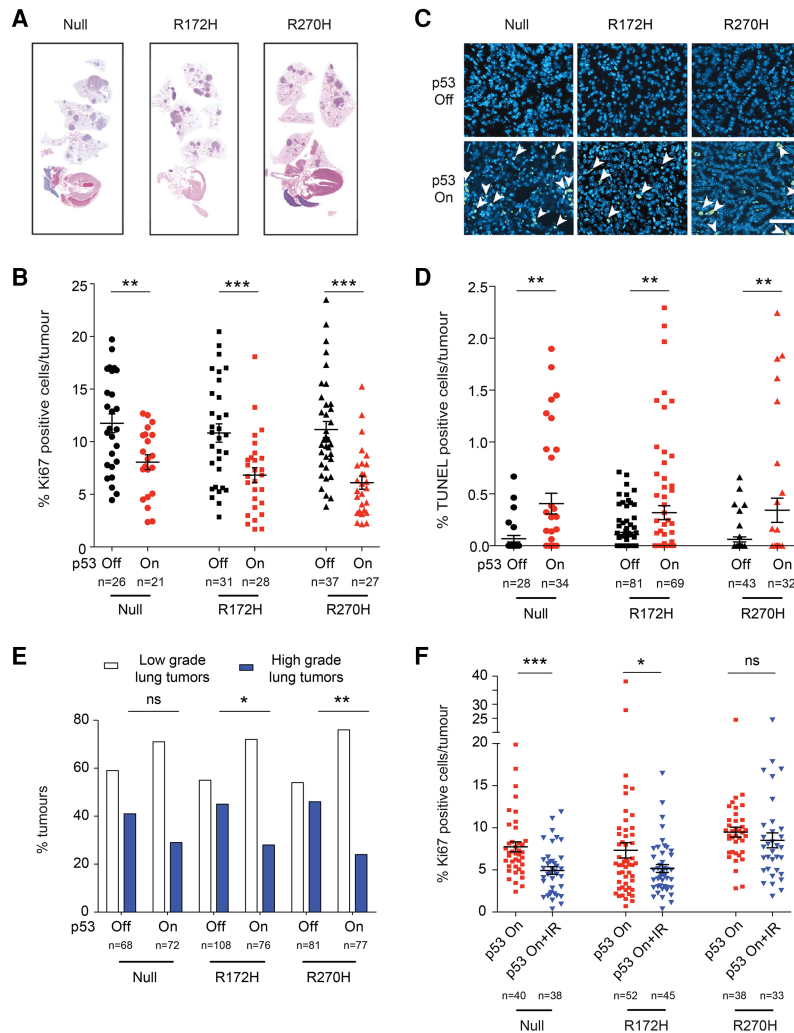 A
Null R172H R270H
C
Null R172H R270H
p53
Off
p53
On
B
25
20
15
10
5
0
% Ki67 positive cells/tumour
** *** ***
p53 Off On Off On Off On
n=26 n=21 n=31 n=28 n=37 n=27
Null R172H R270H
D
2.5
2.0
1.5
1.0
0.5
0.0
% TUNEL positive cells/tumour
** ** **
p53 Off On Off On Off On
n=28 n=34 n=81 n=69 n=43 n=32
Null R172H R270H
E
Low grade
lung tumors
High grade
lung tumors
ns * **
80
60
40
20
0
% tumours
p53 Off On Off On Off On
n=68 n=72 n=108 n=76 n=81 n=77
Null R172H R270H
F
*** * ns
40
35
25
20
15
10
5
0
% Ki67 positive cells/tumour
p53 On p53 On+IR p53 On p53 On+IR p53 On p53 On+IR
n=40 n=38 n=52 n=45 n=38 n=33
Null R172H R270H